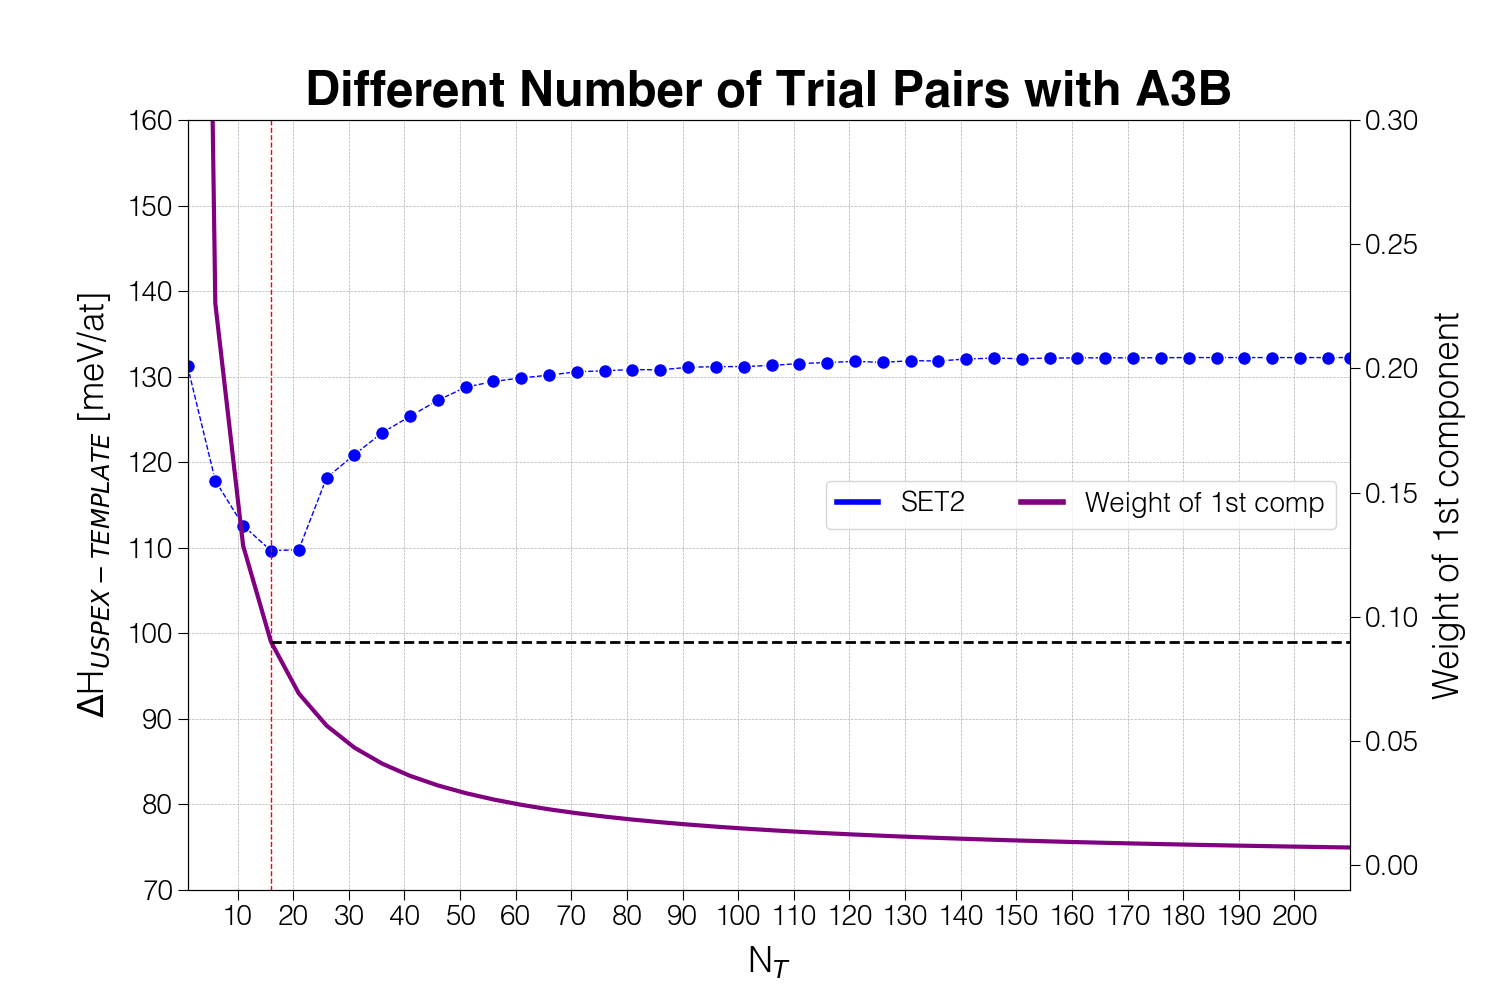 Different Number of Trial Pairs with A3B
160
150
140
130
120
110
100
90
80
70
0.30
0.25
0.20
0.15
0.10
0.05
0.00
ΔH_{USPEX − TEMPLATE} [meV/at]
Weight of 1st component
SET2
Weight of 1st comp
10 20 30 40 50 60 70 80 90 100 110 120 130 140 150 160 170 180 190 200
N_T